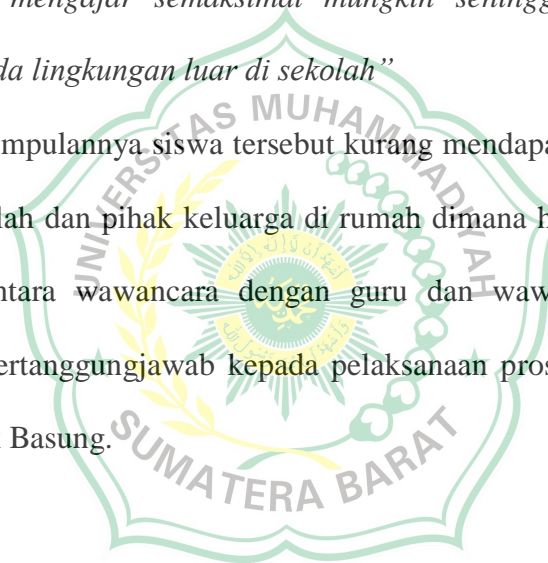 mengajar semaksimal mungkin
da lingkungan luar di sekolah”
mpulannya siswa tersebut kurang mendapa
lah dan pihak keluarga di rumah dimana h
ntara wawancara dengan guru dan waw
ertanggungjawab kepada pelaksanaan pros
Basung.
UNIVERSITAS MUHAMMADIYAH
SUMATERA BARAT